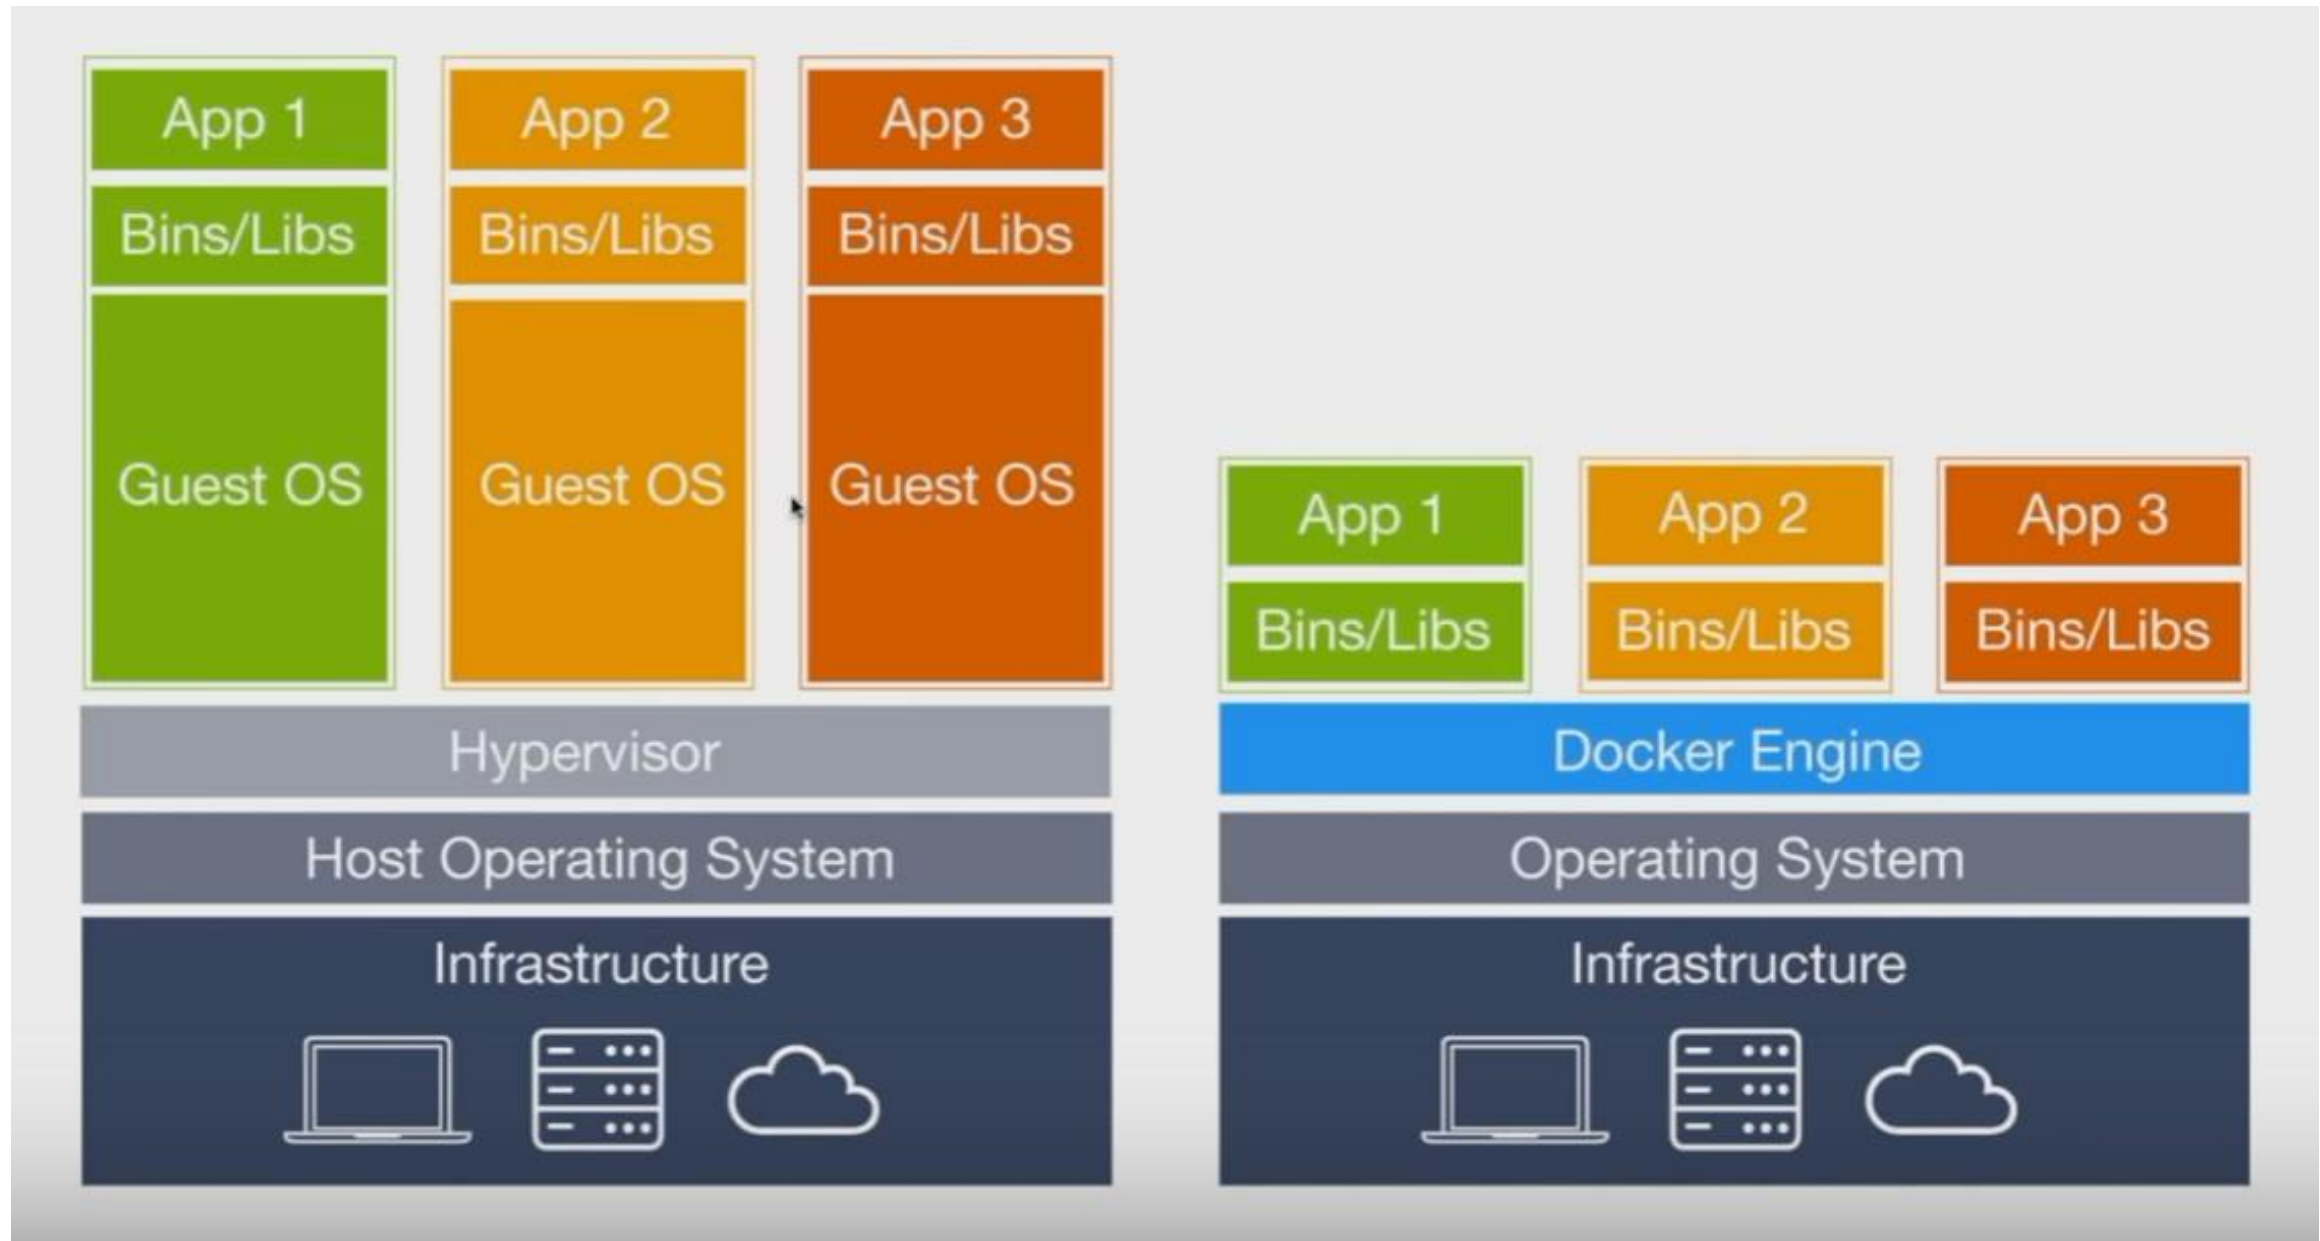 App 1
App 2
App 3
Bins/Libs
Bins/Libs
Bins/Libs
Guest OS
Guest OS
Guest OS
Hypervisor
Host Operating System
Infrastructure
App 1
App 2
App 3
Bins/Libs
Bins/Libs
Bins/Libs
Docker Engine
Operating System
Infrastructure